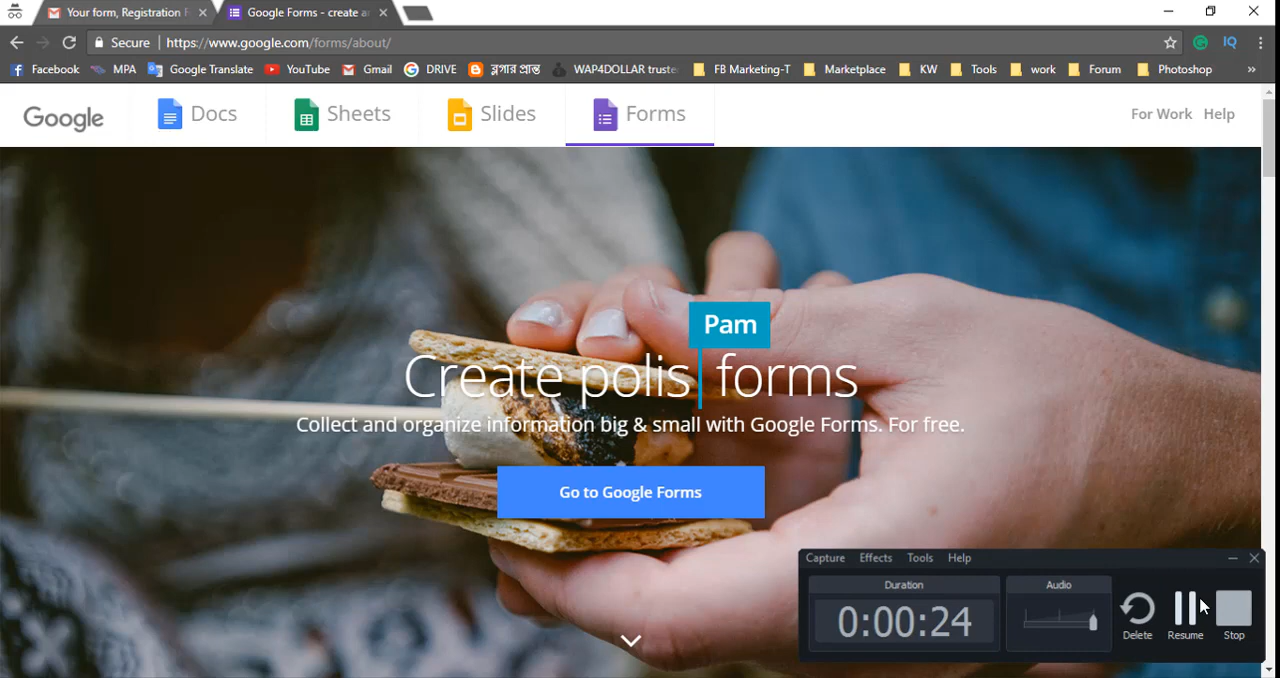 Your form, Registration F
Google Forms - create a
Secure
https://www.google.com/forms/about/
IQ
Facebook
MPA
Google Translate
YouTube
Gmail
DRIVE
ব্লগার প্রান্ত
WAP4DOLLAR truste
FB Marketing-T
Marketplace
KW
Tools
work
Forum
Photoshop
»
Google
Docs
Sheets
Slides
Forms
For Work
Help
Pam
Create polis forms
Collect and organize information big & small with Google Forms. For free.
Go to Google Forms
Capture Effects Tools Help
Duration
Audio
0:00:24
Delete
Resume
Stop